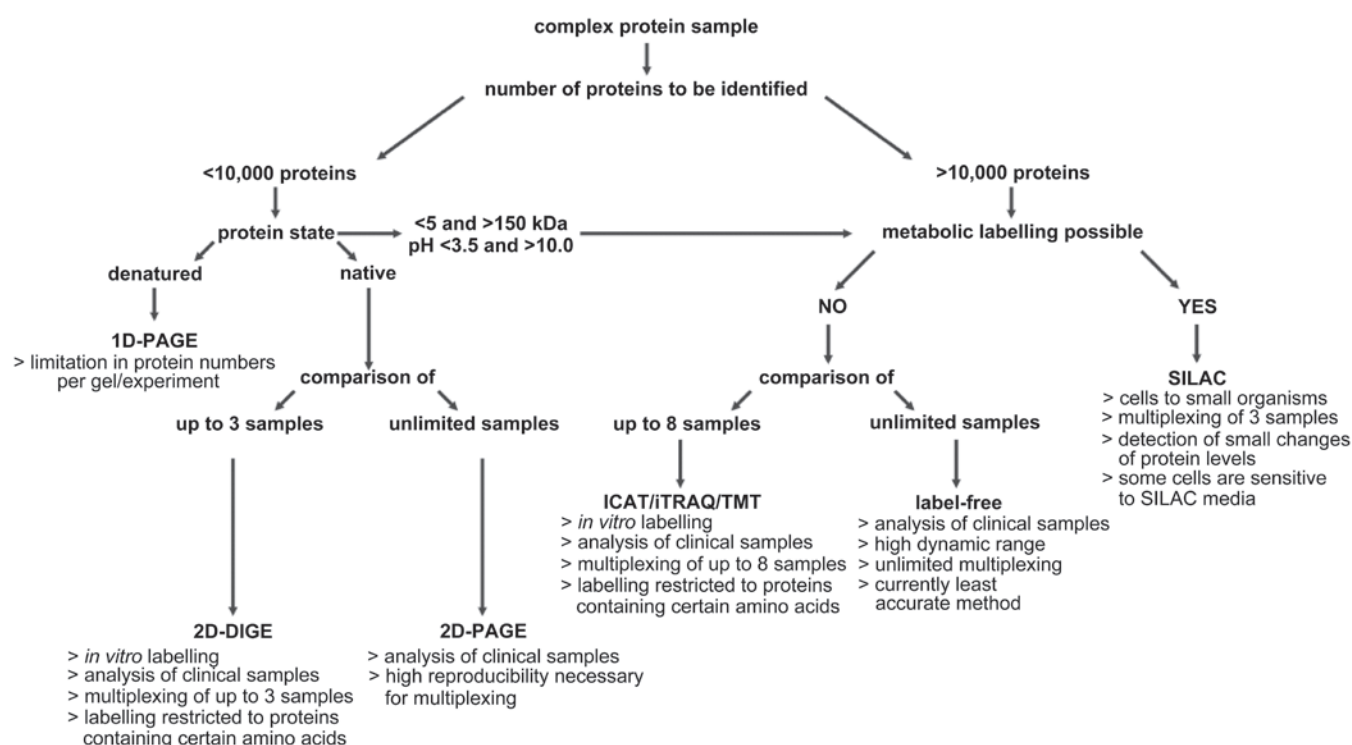 complex protein sample
number of proteins to be identified
<10,000 proteins
>10,000 proteins
protein state
<5 and >150 kDa
pH <3.5 and >10.0
metabolic labelling possible
denatured
native
NO
YES
1D-PAGE
> limitation in protein numbers
per gel/experiment
comparison of
up to 3 samples
unlimited samples
comparison of
up to 8 samples
unlimited samples
SILAC
> cells to small organisms
> multiplexing of 3 samples
> detection of small changes
of protein levels
> some cells are sensitive
to SILAC media
ICAT/iTRAQ/TMT
> in vitro labelling
> analysis of clinical samples
> multiplexing of up to 8 samples
> labelling restricted to proteins
containing certain amino acids
label-free
> analysis of clinical samples
> high dynamic range
> unlimited multiplexing
> currently least
accurate method
2D-DIGE
> in vitro labelling
> analysis of clinical samples
> multiplexing of up to 3 samples
> labelling restricted to proteins
containing certain amino acids
2D-PAGE
> analysis of clinical samples
> high reproducibility necessary
for multiplexing